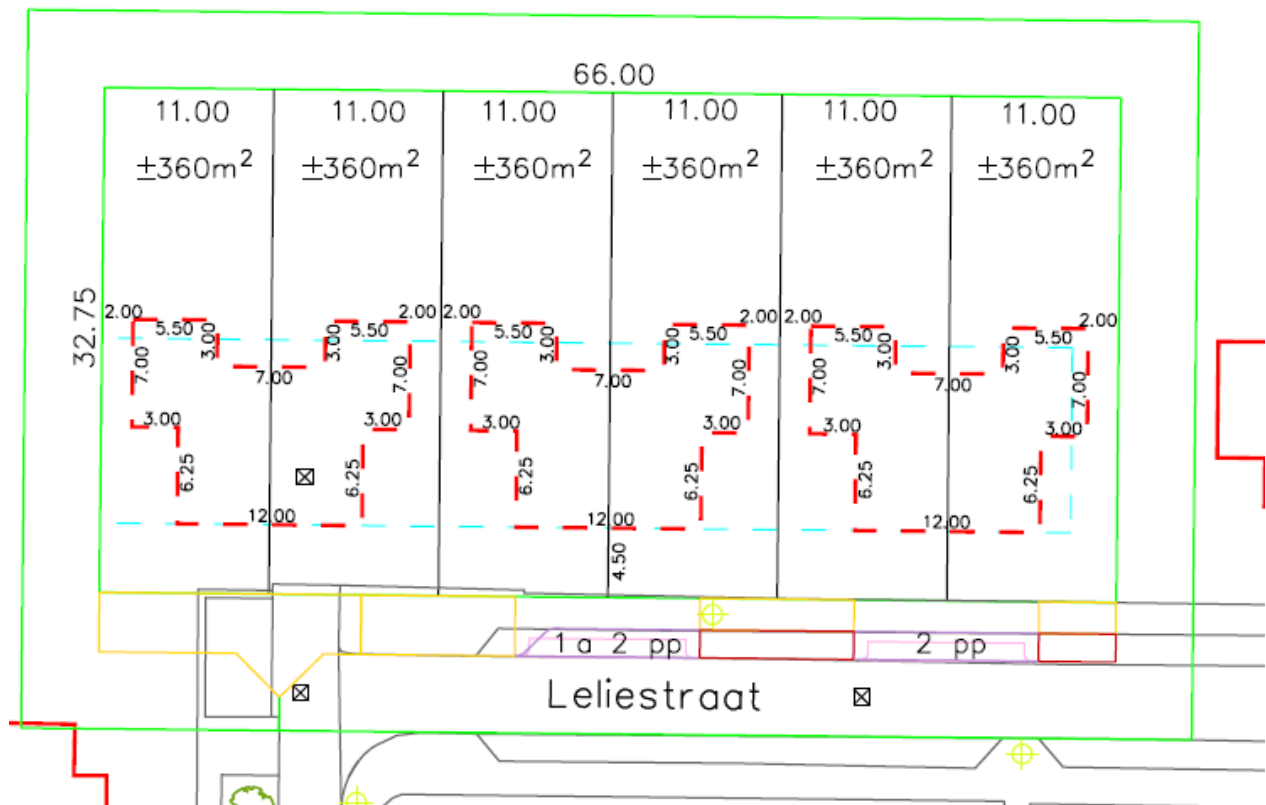 66.00
11.00 11.00 11.00 11.00 11.00 11.00
±360m² ±360m² ±360m² ±360m² ±360m² ±360m²
32.75
2.00 2.00 2.00 2.00 2.00 2.00
5.50 5.50 5.50 5.50 5.50 5.50
3.00 3.00 3.00 3.00 3.00 3.00
7.00 7.00 7.00 7.00 7.00 7.00
7.00 7.00 7.00
3.00 3.00 3.00 3.00 3.00 3.00
6.25 6.25 6.25 6.25 6.25 6.25
12.00 12.00 12.00
4.50
1 a 2 pp 2 pp
Leliestraat